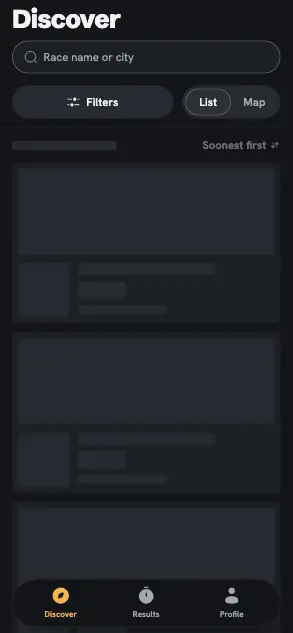 Discover
Race name or city
Filters
List
Map
Soonest first
Discover
Results
Profile